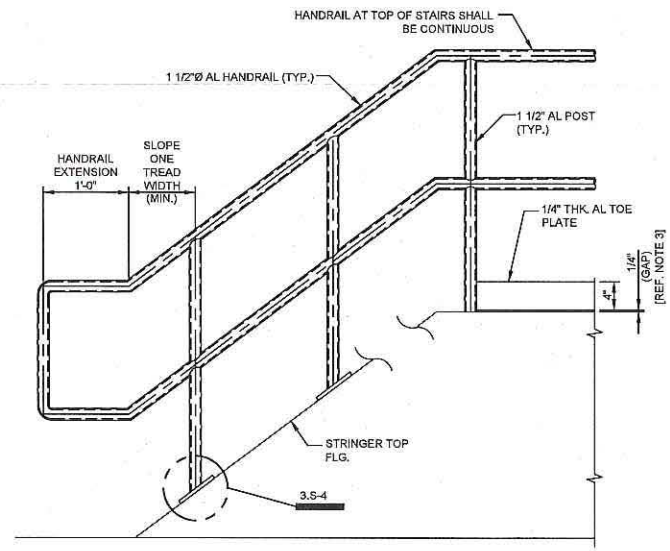 HANDRAIL AT TOP OF STAIRS SHALL
BE CONTINUOUS
1 1/2"Ø AL HANDRAIL (TYP.)
1 1/2" AL POST
(TYP.)
HANDRAIL
EXTENSION
1'-0"
SLOPE
ONE
TREAD
WIDTH
(MIN.)
1/4" THK. AL TOE
PLATE
4"
1/4"
(GAP)
[REF. NOTE 3]
STRINGER TOP
FLG.
3.S-4